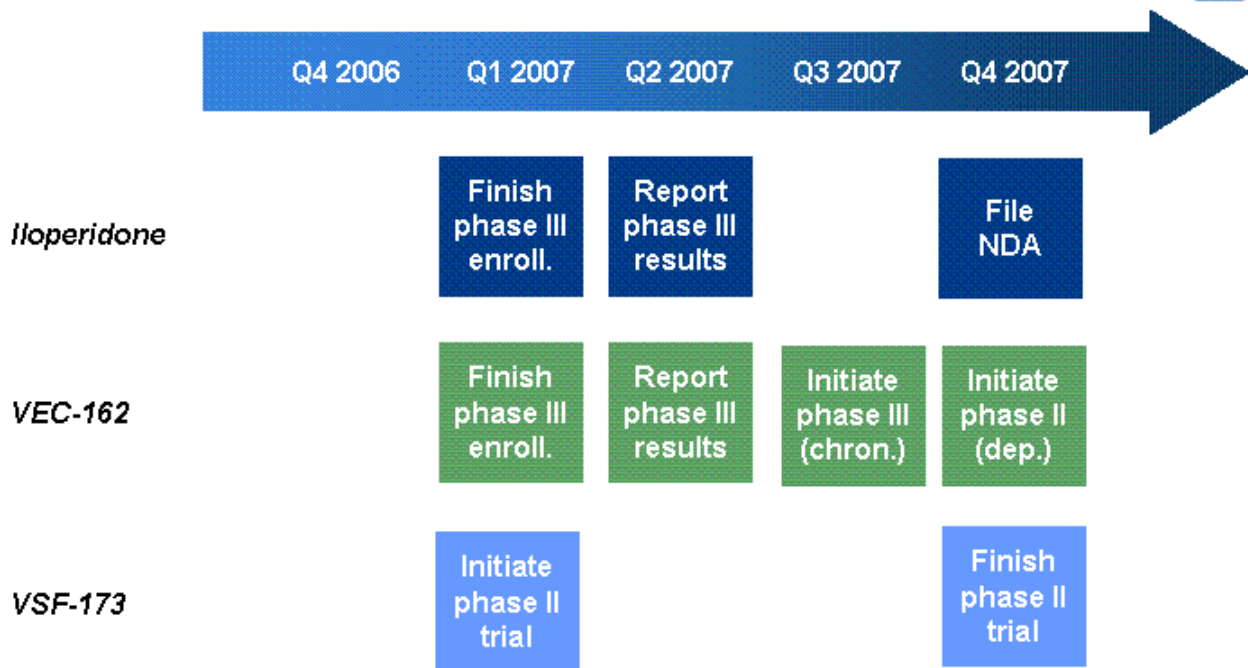 Q4 2006 Q1 2007 Q2 2007 Q3 2007 Q4 2007
Iloperidone
Finish
phase III
enroll.
Report
phase III
results
File
NDA
VEC-162
Finish
phase III
enroll.
Report
phase III
results
Initiate
phase III
(chron.)
Initiate
phase II
(dep.)
VSF-173
Initiate
phase II
trial
Finish
phase II
trial